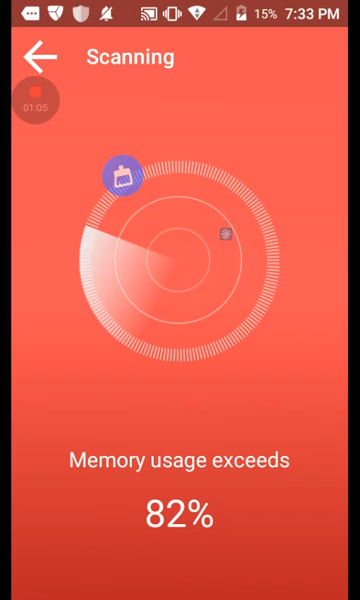 15% 7:33 PM
Scanning
01:05
Memory usage exceeds
82%